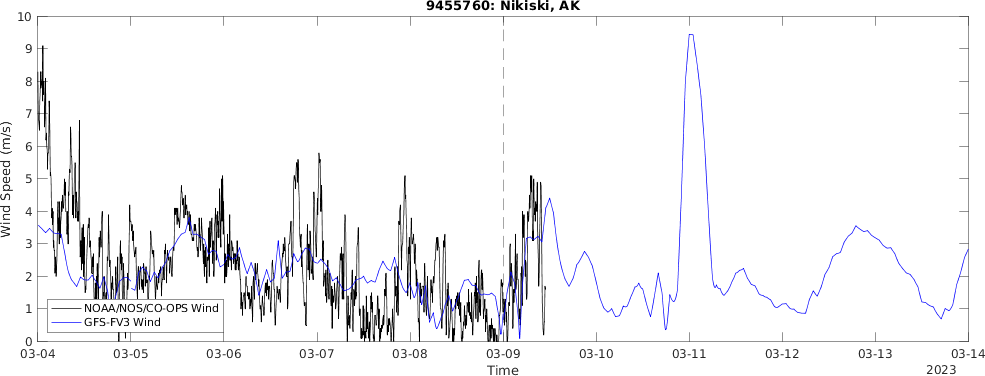 9455760: Nikiski, AK
10
9
8
7
6
5
4
3
2
1
0
Wind Speed (m/s)
NOAA/NOS/CO-OPS Wind
GFS-FV3 Wind
03-04 03-05 03-06 03-07 03-08 03-09 03-10 03-11 03-12 03-13 03-14
Time
2023